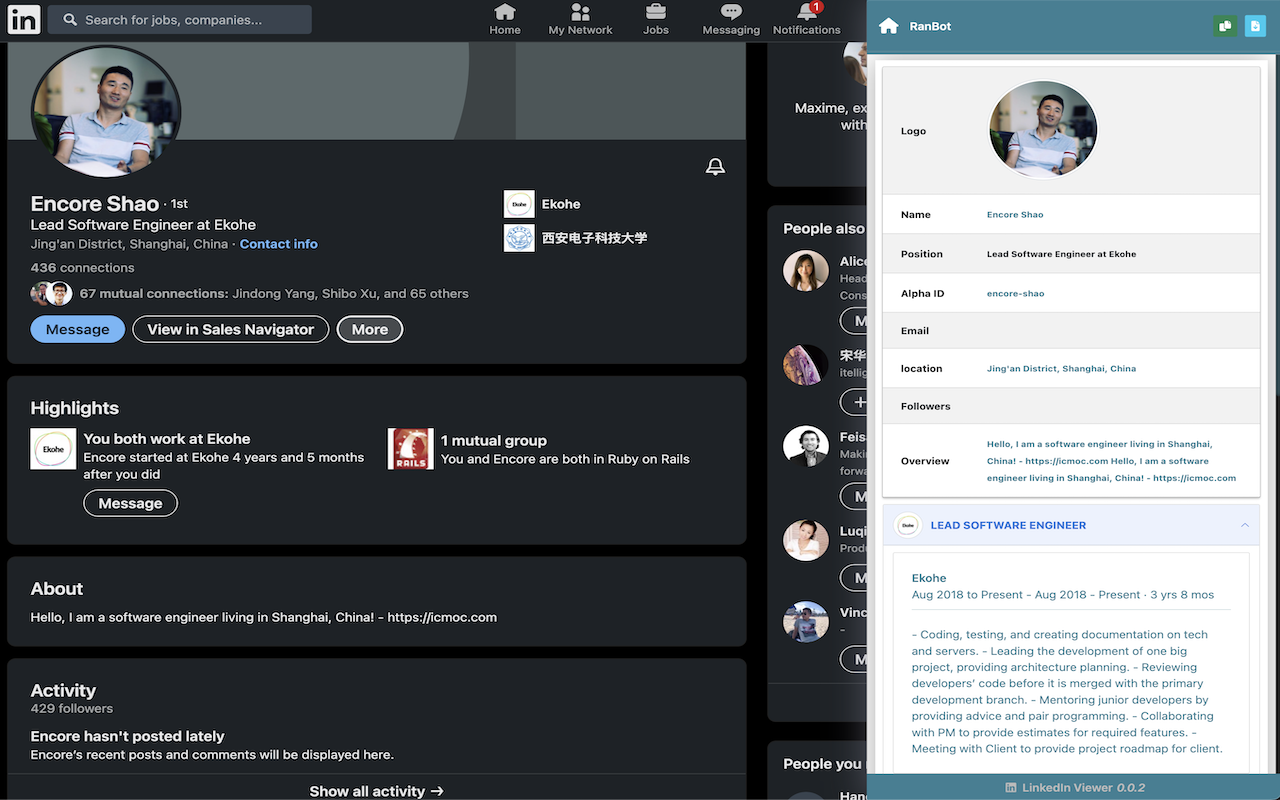 in
Search for jobs, companies...
Home
My Network
Jobs
Messaging
Notifications
1
Encore Shao · 1st
Lead Software Engineer at Ekohe
Jing'an District, Shanghai, China · Contact info
436 connections
67 mutual connections: Jindong Yang, Shibo Xu, and 65 others
Message
View in Sales Navigator
More
Ekohe
Ekohe
西安电子科技大学
Highlights
Ekohe
You both work at Ekohe
Encore started at Ekohe 4 years and 5 months
after you did
Message
RAILS
1 mutual group
You and Encore are both in Ruby on Rails
About
Hello, I am a software engineer living in Shanghai, China! - https://icmoc.com
Activity
429 followers
Encore hasn't posted lately
Encore's recent posts and comments will be displayed here.
Show all activity →
Maxime, ex
with
People also
Alice
Head
Cons
M
宋华
itellig
+
Feisa
Makin
forwa
M
Luqi
Produ
M
Vinc
-
M
People you
Hang
RanBot
Logo
Name
Encore Shao
Position
Lead Software Engineer at Ekohe
Alpha ID
encore-shao
Email
location
Jing'an District, Shanghai, China
Followers
Overview
Hello, I am a software engineer living in Shanghai,
China! - https://icmoc.com Hello, I am a software
engineer living in Shanghai, China! - https://icmoc.com
Ekohe
LEAD SOFTWARE ENGINEER
Ekohe
Aug 2018 to Present - Aug 2018 - Present · 3 yrs 8 mos
- Coding, testing, and creating documentation on tech
and servers. - Leading the development of one big
project, providing architecture planning. - Reviewing
developers' code before it is merged with the primary
development branch. - Mentoring junior developers by
providing advice and pair programming. - Collaborating
with PM to provide estimates for required features. -
Meeting with Client to provide project roadmap for client.
in LinkedIn Viewer 0.0.2